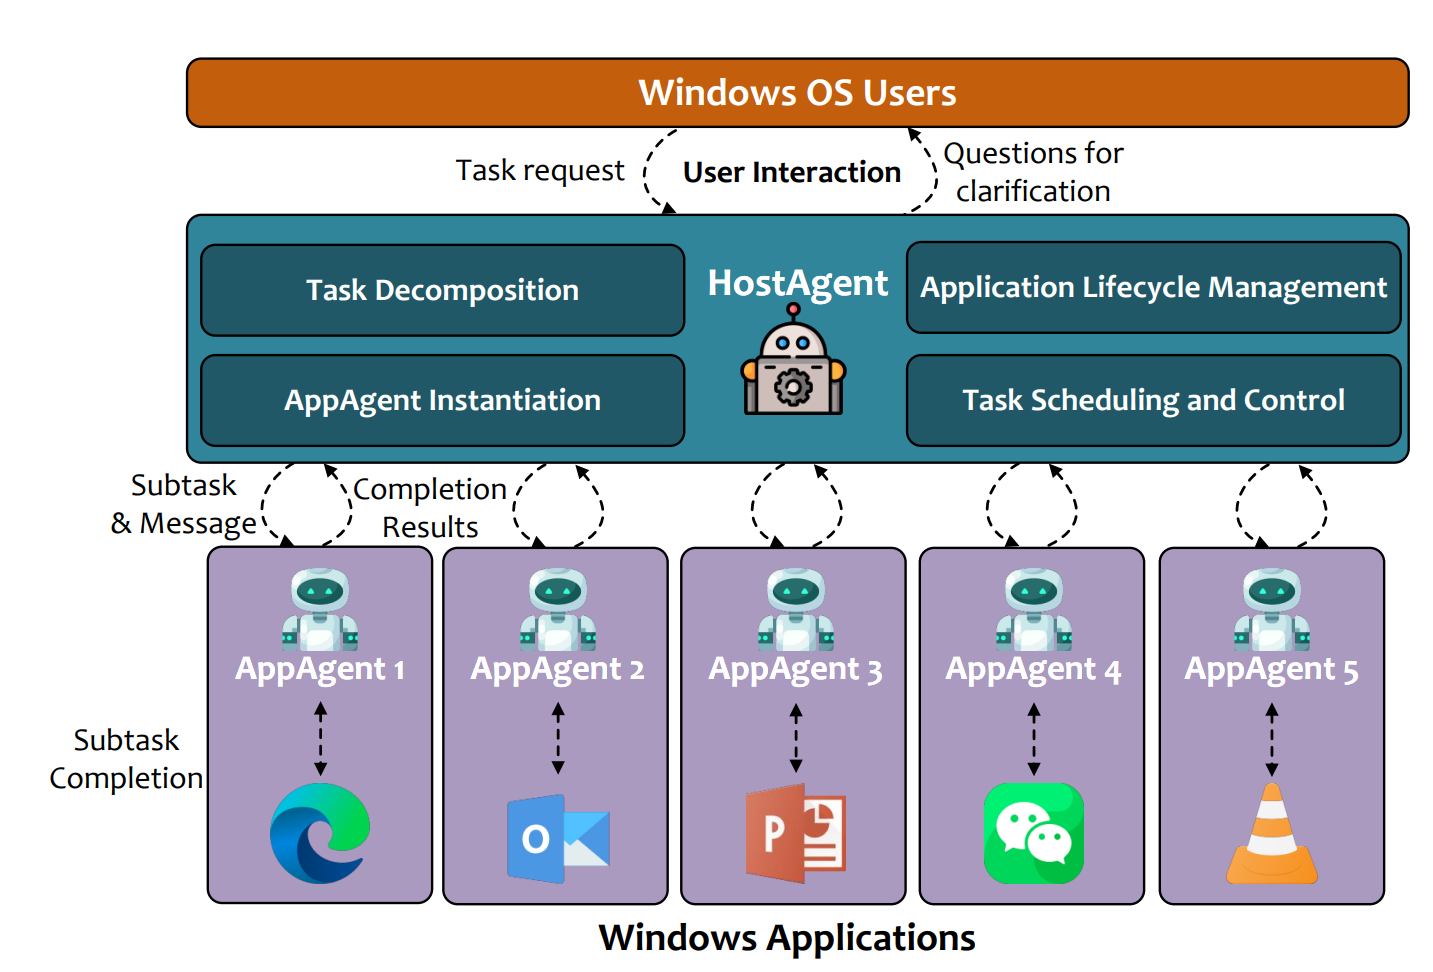 Windows OS Users
Task request
User Interaction
Questions for
clarification
Task Decomposition
HostAgent
Application Lifecycle Management
AppAgent Instantiation
Task Scheduling and Control
Subtask
& Message
Completion
Results
AppAgent 1
AppAgent 2
AppAgent 3
AppAgent 4
AppAgent 5
Subtask
Completion
O
P
Windows Applications